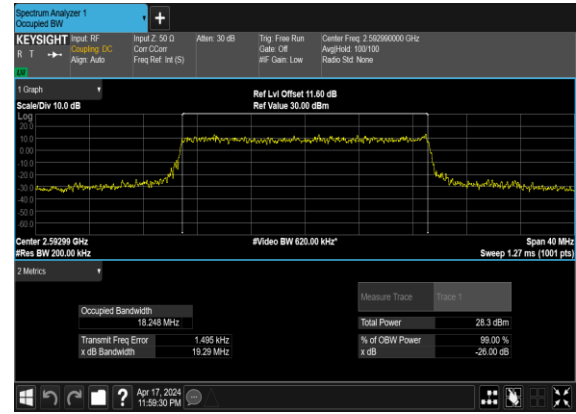 Spectrum Analyzer 1
Occupied BW
+
KEYSIGHT Input: RF Input Z: 50 Ω Atten: 30 dB Trig: Free Run Center Freq: 2.592990000 GHz
R T Coupling: DC Corr CCorr Gate: Off Avg|Hold: 100/100
Align: Auto Freq Ref: Int (S) #IF Gain: Low Radio Std: None
LW
1 Graph
Ref Lvl Offset 11.60 dB
Scale/Div 10.0 dB Ref Value 30.00 dBm
Log
20.0
10.0
0.00
-10.0
-20.0
-30.0
-40.0
-50.0
-60.0
Center 2.59299 GHz #Video BW 620.00 kHz* Span 40 MHz
#Res BW 200.00 kHz Sweep 1.27 ms (1001 pts)
2 Metrics
Measure Trace Trace 1
Occupied Bandwidth
18.248 MHz Total Power 28.3 dBm
Transmit Freq Error 1.495 kHz % of OBW Power 99.00 %
x dB Bandwidth 19.29 MHz x dB -26.00 dB
? Apr 17, 2024
11:59:30 PM